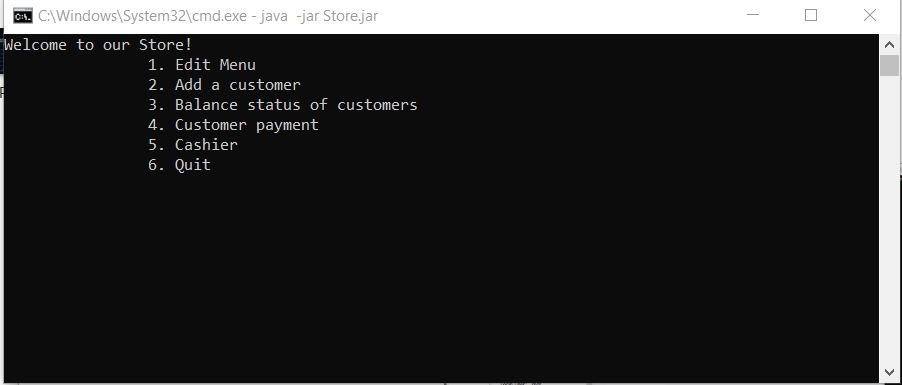 C:\Windows\System32\cmd.exe - java  -jar Store.jar
Welcome to our Store!
1. Edit Menu
2. Add a customer
3. Balance status of customers
4. Customer payment
5. Cashier
6. Quit